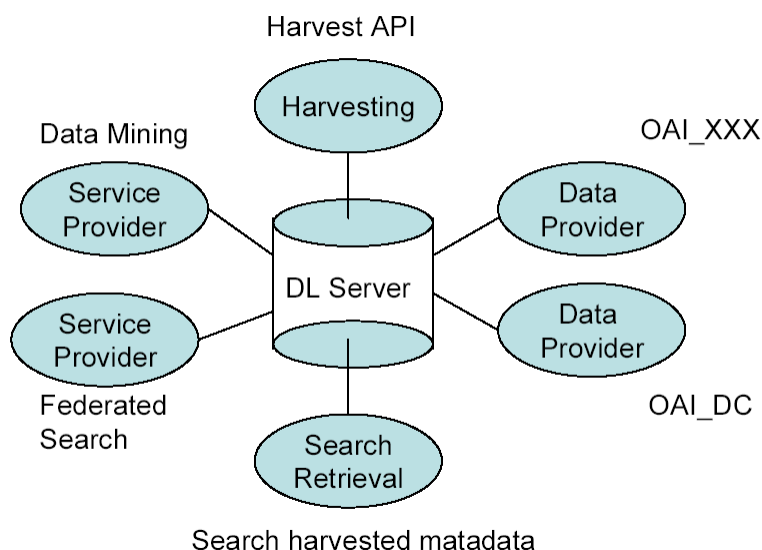 Harvest API
Harvesting
Data Mining
OAI_XXX
Service
Provider
Data
Provider
DL Server
Service
Provider
Data
Provider
Federated
Search
OAI_DC
Search
Retrieval
Search harvested matadata